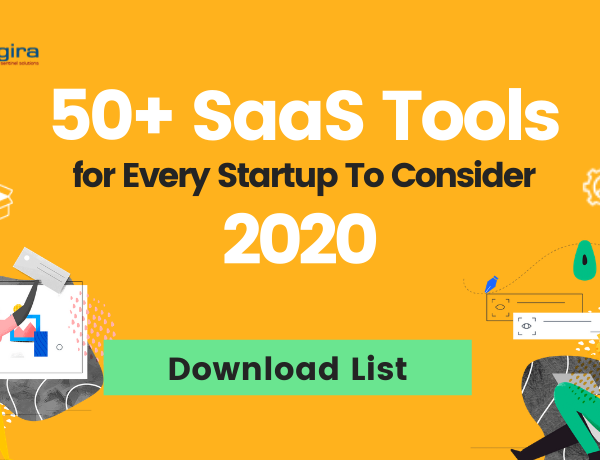 gira
50+ SaaS Tools
for Every Startup To Consider
2020
Download List